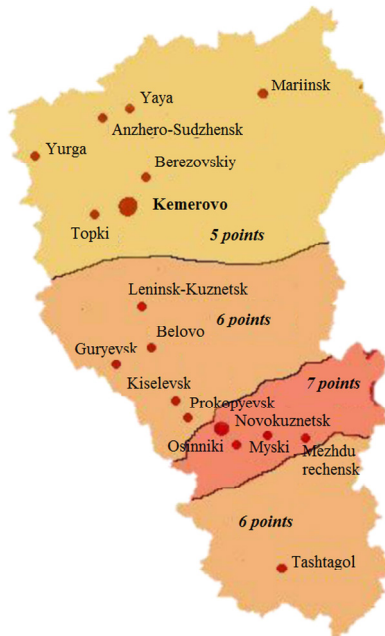 Mariinsk
Yaya
Anzhero-Sudzhensk
Yurga
Berezovskiy
Kemerovo
Topki
5 points
Leninsk-Kuznetsk
6 points
Belovo
Guryevsk
Kiselevsk
7 points
Prokopyevsk
Novokuznetsk
Osinniki
Myski
Mezhdu
rechensk
6 points
Tashtagol